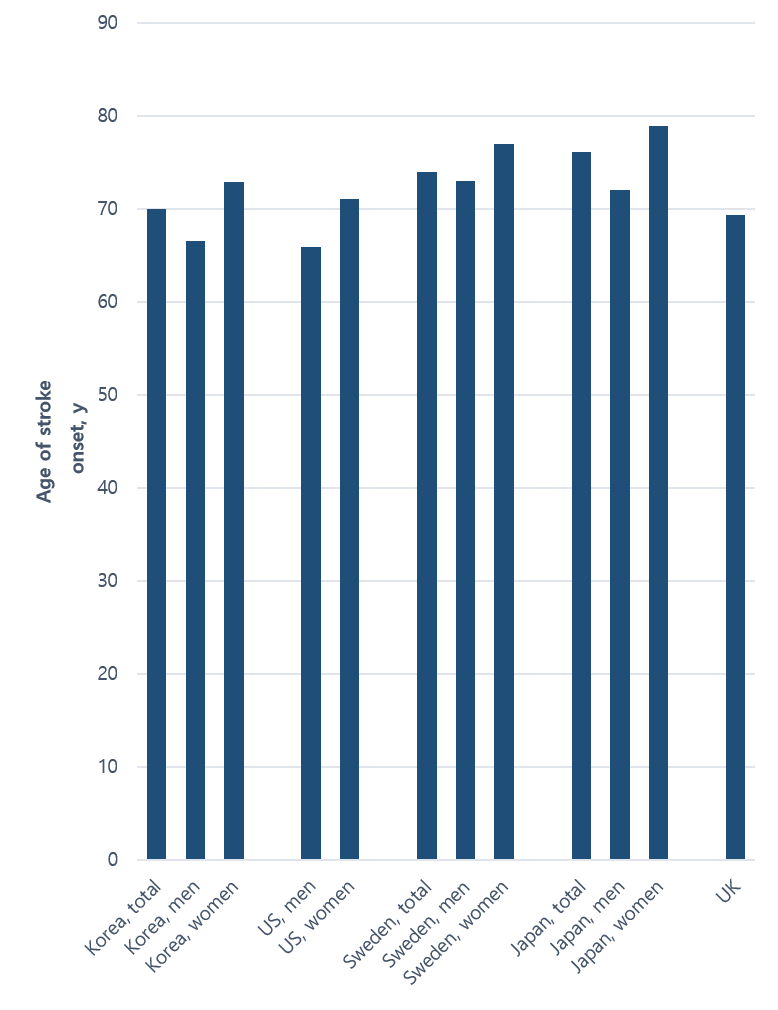 90
80
70
60
50
40
30
20
10
0
Age of stroke
onset, y
Korea, total
Korea, men
Korea, women
US, men
US, women
Sweden, total
Sweden, men
Sweden, women
Japan, total
Japan, men
Japan, women
UK